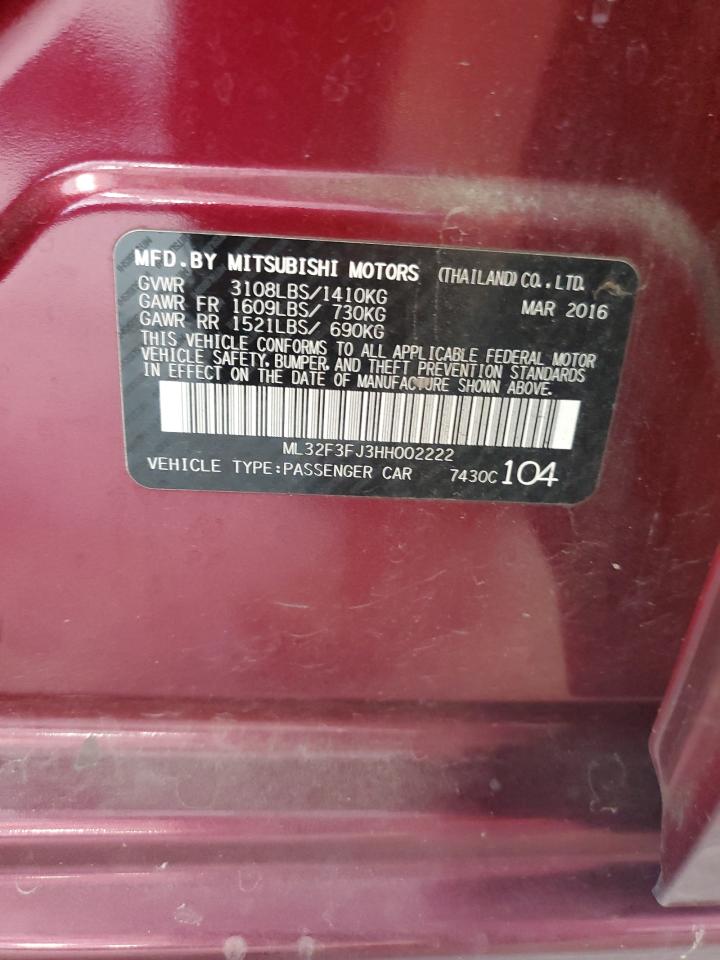 MFD.BY MITSUBISHI MOTORS (THAILAND)CO.,LTD.
GVWR 3108LBS/1410KG MAR 2016
GAWR FR 1609LBS/ 730KG
GAWR RR 1521LBS/ 690KG
THIS VEHICLE CONFORMS TO ALL APPLICABLE FEDERAL MOTOR
VEHICLE SAFETY, BUMPER, AND THEFT PREVENTION STANDARDS
IN EFFECT ON THE DATE OF MANUFACTURE SHOWN ABOVE.
ML32F3FJ3HH002222
VEHICLE TYPE:PASSENGER CAR 7430C 104